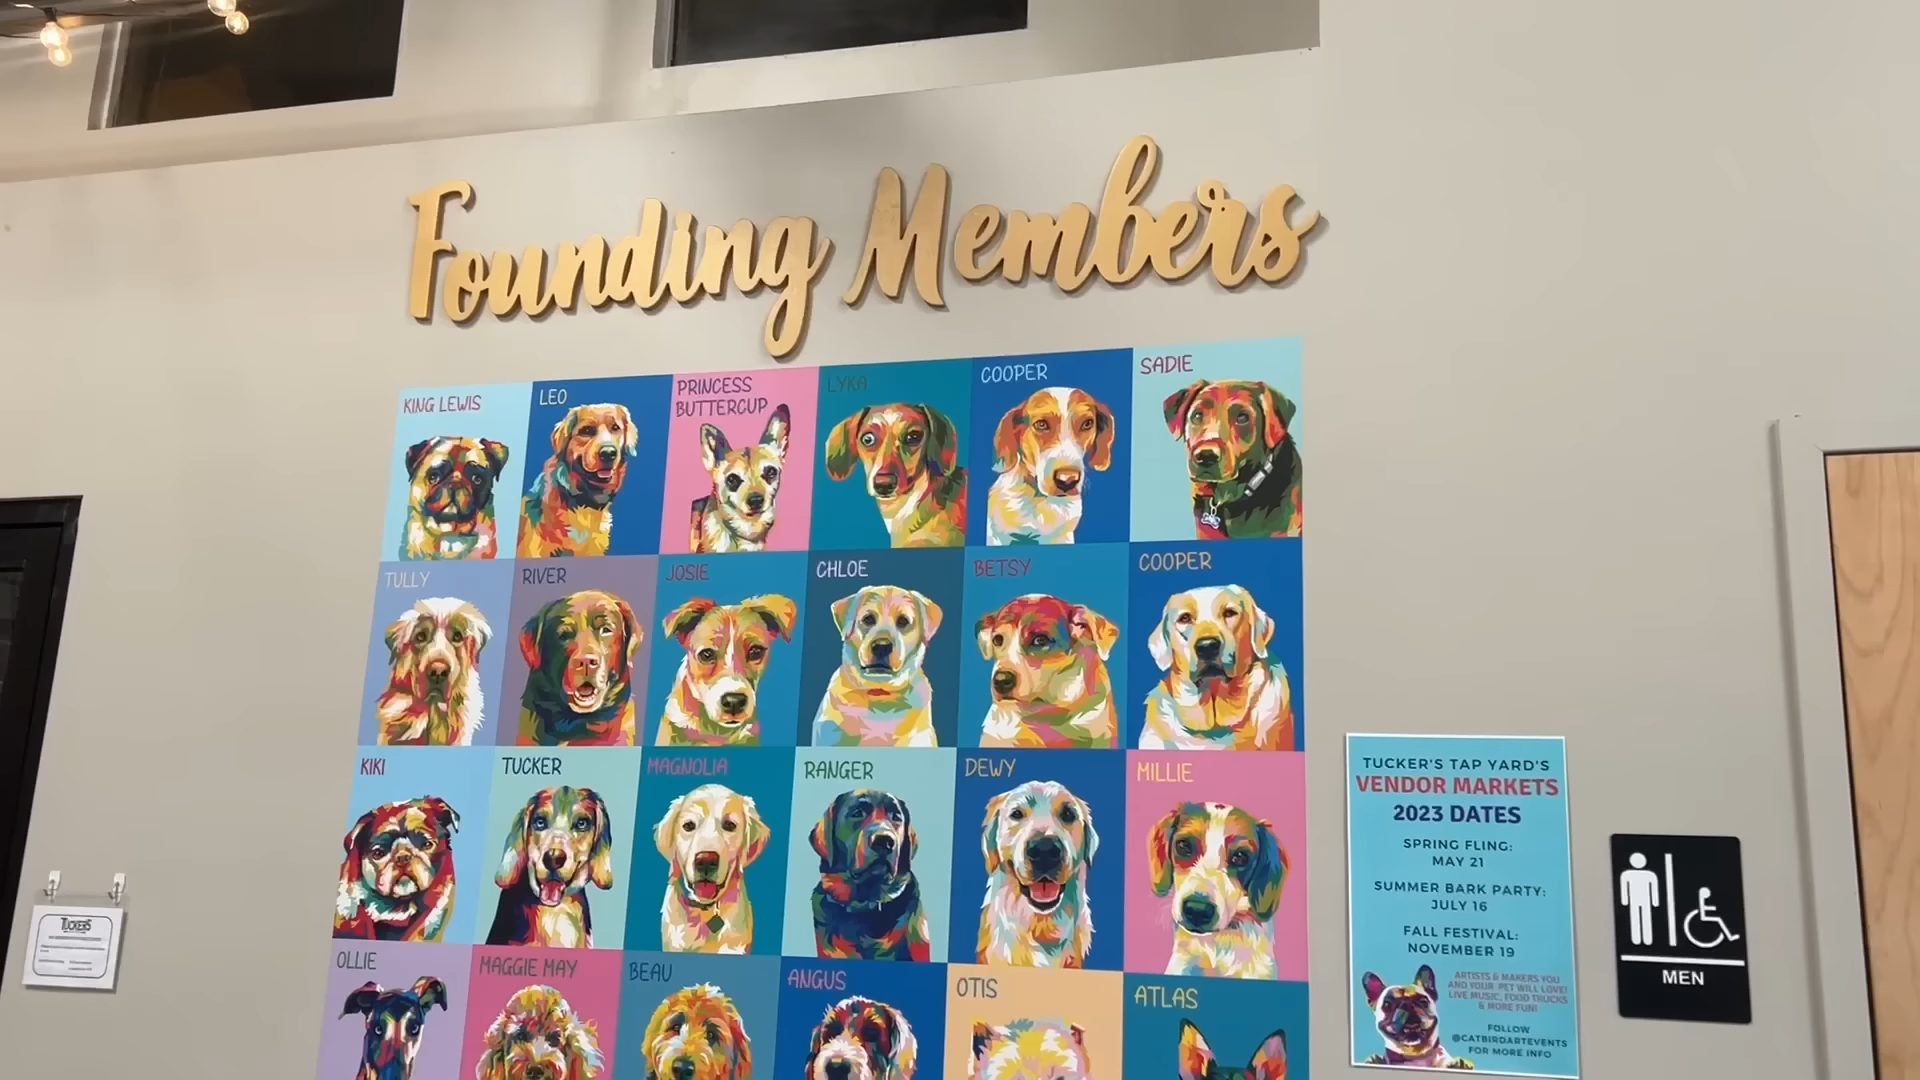 Founding Members
KING LEWIS
LEO
PRINCESS
BUTTERCUP
LYKA
COOPER
SADIE
TULLY
RIVER
JOSIE
CHLOE
BETSY
COOPER
KIKI
TUCKER
MAGNOLIA
RANGER
DEWY
MILLIE
OLLIE
MAGGIE MAY
BEAU
ANGUS
OTIS
ATLAS
TUCKER'S
TUCKER'S TAP YARD'S
VENDOR MARKETS
2023 DATES
SPRING FLING:
MAY 21
SUMMER BARK PARTY:
JULY 16
FALL FESTIVAL:
NOVEMBER 19
ARTISTS & MAKERS YOU
AND YOUR PET WILL LOVE!
LIVE MUSIC, FOOD TRUCKS
& MORE FUN!
FOLLOW
@CATBIRDARTEVENTS
FOR MORE INFO
MEN